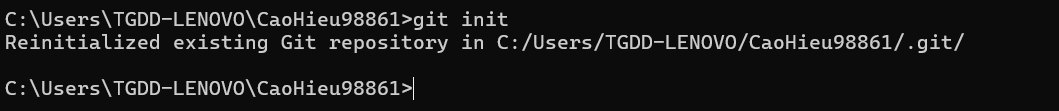 C:\Users\TGDD-LENOVO\CaoHieu98861>git init
Reinitialized existing Git repository in C:/Users/TGDD-LENOVO/CaoHieu98861/.git/
C:\Users\TGDD-LENOVO\CaoHieu98861>